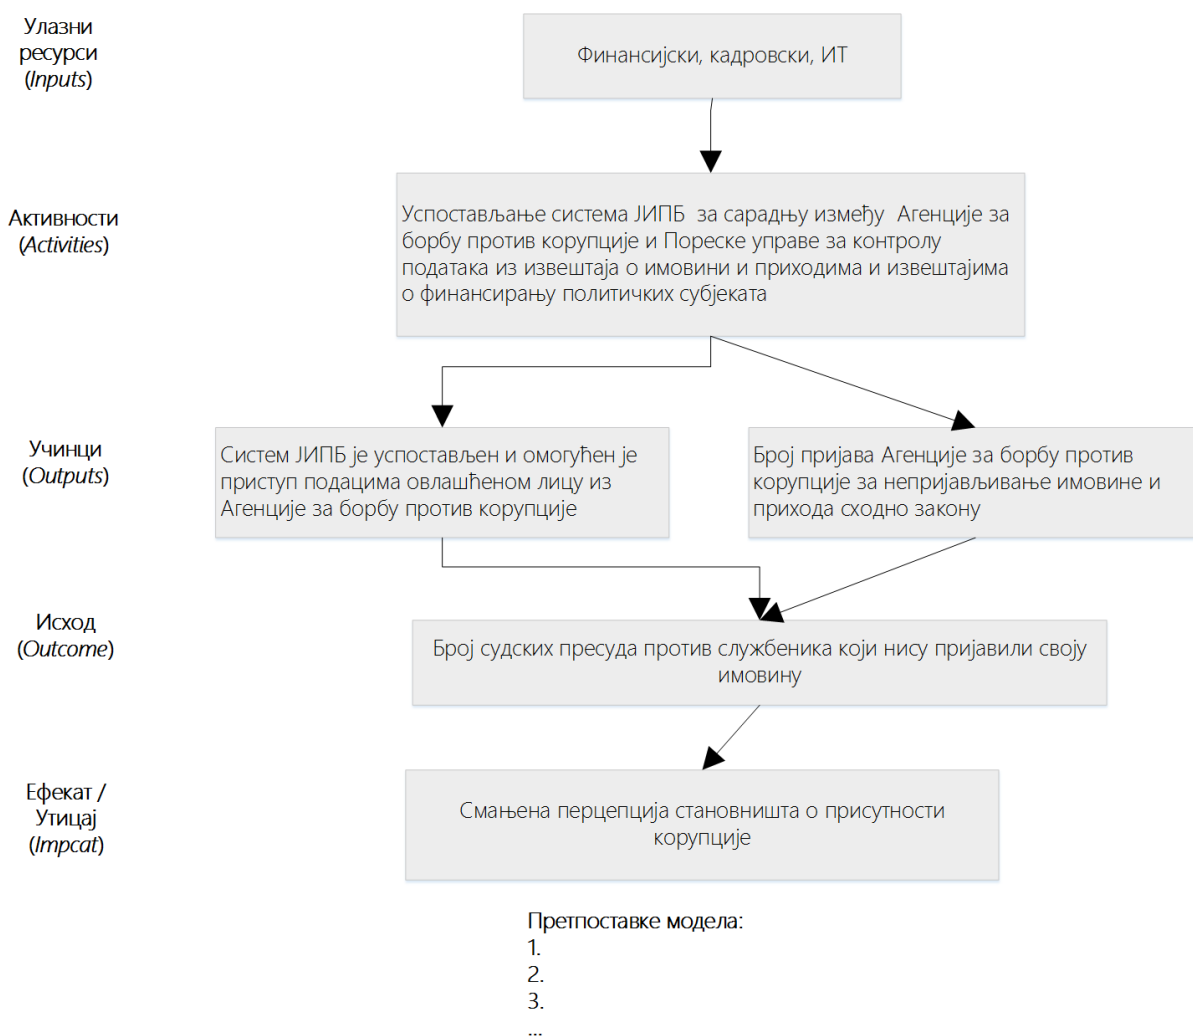 Улазни
ресурси
(Inputs)
Финансијски, кадровски, ИТ
Активности
(Activities)
Успостављање система ЈИПБ за сарадњу између Агенције за
борбу против корупције и Пореске управе за контролу
података из извештаја о имовини и приходима и извештајима
о финансирању политичких субјеката
Учинци
(Outputs)
Систем ЈИПБ је успостављен и омогућен је
приступ подацима овлашћеном лицу из
Агенције за борбу против корупције
Број пријава Агенције за борбу против
корупције за непријављивање имовине и
прихода сходно закону
Исход
(Outcome)
Број судских пресуда против службеника који нису пријавили своју
имовину
Ефекат /
Утицај
(Impcat)
Смањена перцепција становништа о присутности
корупције
Претпоставке модела:
1.
2.
3.
...